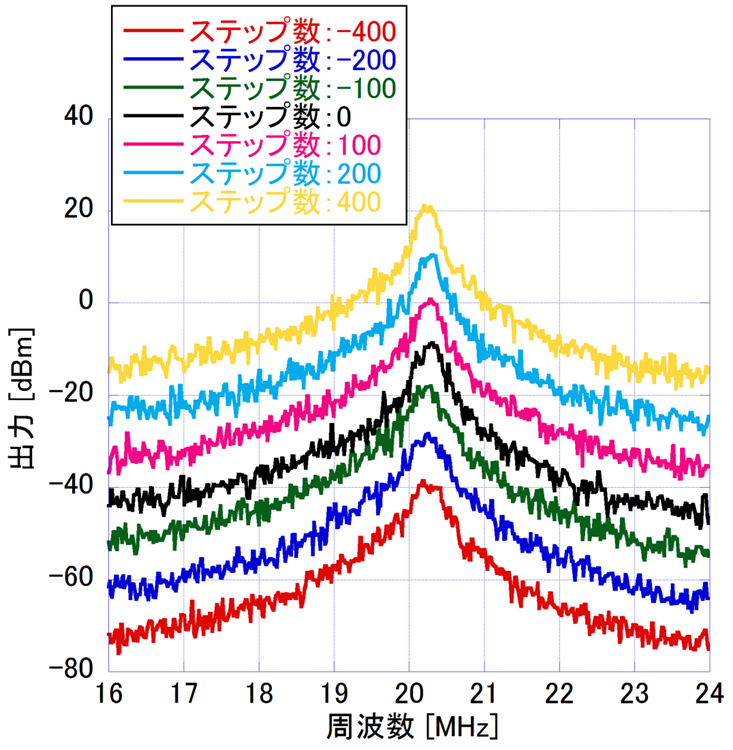 ステップ数：-400
ステップ数：-200
ステップ数：-100
ステップ数：0
ステップ数：100
ステップ数：200
ステップ数：400
40
20
0
-20
-40
-60
-80
出力 [dBm]
16 17 18 19 20 21 22 23 24
周波数 [MHz]